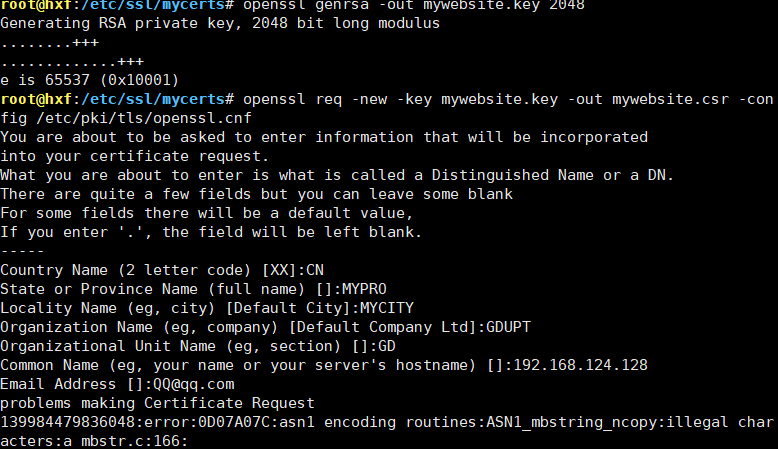 root@hxf:/etc/ssl/mycerts# openssl genrsa -out mywebsite.key 2048
Generating RSA private key, 2048 bit long modulus
........+++
.............+++
e is 65537 (0x10001)
root@hxf:/etc/ssl/mycerts# openssl req -new -key mywebsite.key -out mywebsite.csr -con
fig /etc/pki/tls/openssl.cnf
You are about to be asked to enter information that will be incorporated
into your certificate request.
What you are about to enter is what is called a Distinguished Name or a DN.
There are quite a few fields but you can leave some blank
For some fields there will be a default value,
If you enter '.', the field will be left blank.
-----
Country Name (2 letter code) [XX]:CN
State or Province Name (full name) []:MYPRO
Locality Name (eg, city) [Default City]:MYCITY
Organization Name (eg, company) [Default Company Ltd]:GDUPT
Organizational Unit Name (eg, section) []:GD
Common Name (eg, your name or your server's hostname) []:192.168.124.128
Email Address []:QQ@qq.com
problems making Certificate Request
139984479836048:error:0D07A07C:asn1 encoding routines:ASN1_mbstring_ncopy:illegal char
acters:a_mbstr.c:166: